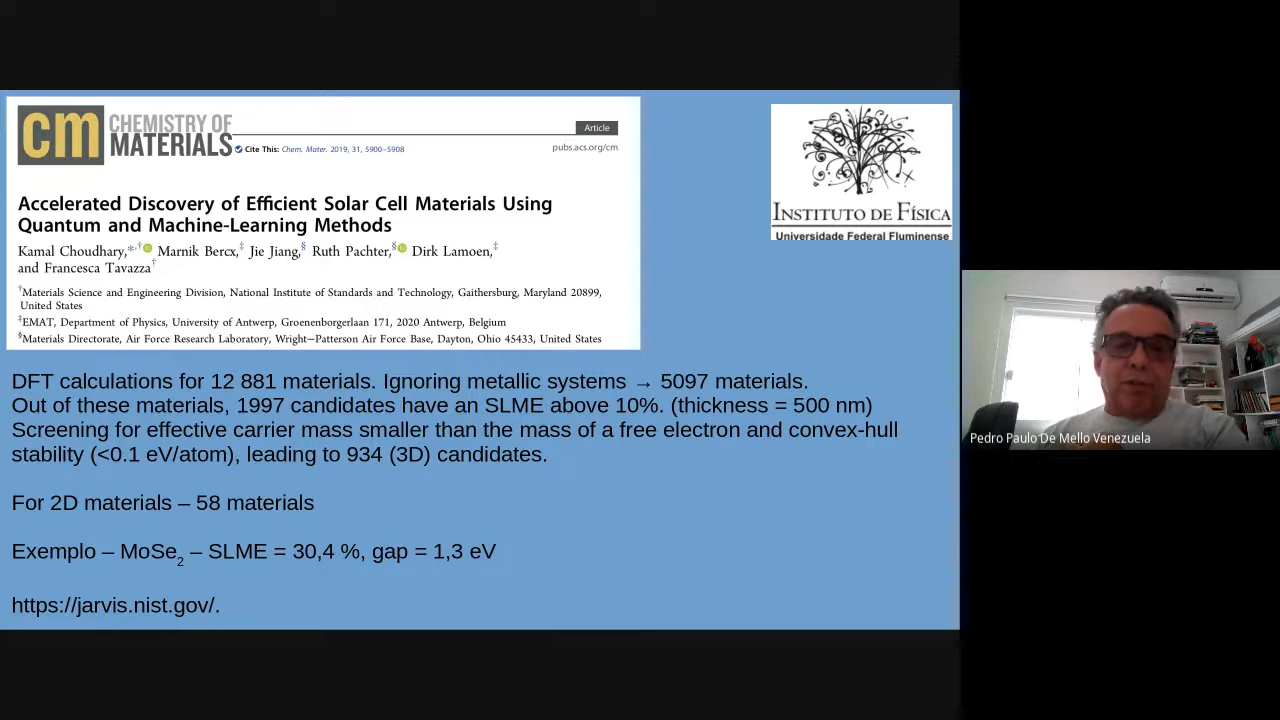 cm CHEMISTRY OF MATERIALS
Article
Cite This: Chem. Mater. 2019, 31, 5900−5908
pubs.acs.org/cm
Accelerated Discovery of Efficient Solar Cell Materials Using
Quantum and Machine-Learning Methods
Kamal Choudhary,*,† Marnik Bercx,‡ Jie Jiang,§ Ruth Pachter,§ Dirk Lamoen,‡
and Francesca Tavazza†
†Materials Science and Engineering Division, National Institute of Standards and Technology, Gaithersburg, Maryland 20899,
United States
‡EMAT, Department of Physics, University of Antwerp, Groenenborgerlaan 171, 2020 Antwerp, Belgium
§Materials Directorate, Air Force Research Laboratory, Wright−Patterson Air Force Base, Dayton, Ohio 45433, United States
INSTITUTO DE FÍSICA
Universidade Federal Fluminense
DFT calculations for 12 881 materials. Ignoring metallic systems → 5097 materials.
Out of these materials, 1997 candidates have an SLME above 10%. (thickness = 500 nm)
Screening for effective carrier mass smaller than the mass of a free electron and convex-hull
stability (<0.1 eV/atom), leading to 934 (3D) candidates.
For 2D materials – 58 materials
Exemplo – MoSe2 – SLME = 30,4 %, gap = 1,3 eV
https://jarvis.nist.gov/.
Pedro Paulo De Mello Venezuela